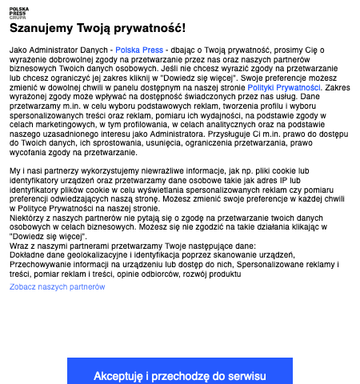 POLSKA
PRESS
GRUPA
Szanujemy Twoją prywatność!
Jako Administrator Danych - Polska Press - dbając o Twoją prywatność, prosimy Cię o
wyrażenie dobrowolnej zgody na przetwarzanie przez nas oraz naszych partnerów
biznesowych Twoich danych osobowych. Jeśli nie chcesz wyrazić zgody na przetwarzanie
lub chcesz ograniczyć jej zakres kliknij w "Dowiedz się więcej". Swoje preferencje możesz
zmienić w dowolnej chwili w panelu dostępnym na naszej stronie Polityki Prywatności. Zakres
wyrażonej zgody może wpływać na dostępność świadczonych przez nas usług. Dane
przetwarzamy m.in. w celu wyboru podstawowych reklam, tworzenia profilu i wyboru
spersonalizowanych treści oraz reklam, pomiaru ich wydajności, na podstawie zgody w
celach marketingowych, w tym profilowania, w celach analitycznych oraz na podstawie
naszego uzasadnionego interesu jako Administratora. Przysługuje Ci m.in. prawo do dostępu
do Twoich danych, ich sprostowania, usunięcia, ograniczenia przetwarzania, prawo
wycofania zgody na przetwarzanie.
My i nasi partnerzy wykorzystujemy niewrażliwe informacje, jak np. pliki cookie lub
identyfikatory urządzeń oraz przetwarzamy dane osobowe takie jak adres IP lub
identyfikatory plików cookie w celu wyświetlania spersonalizowanych reklam czy pomiaru
preferencji odwiedzających naszą stronę. Możesz zmienić swoje preferencje w każdej chwili
w Polityce Prywatności na naszej stronie.
Niektórzy z naszych partnerów nie pytają się o zgodę na przetwarzanie twoich danych
osobowych w celach biznesowych. Możesz się nie zgodzić na takie działania klikając w
"Dowiedz się więcej".
Wraz z naszymi partnerami przetwarzamy Twoje następujące dane:
Dokładne dane geolokalizacyjne i identyfikacja poprzez skanowanie urządzeń,
Przechowywanie informacji na urządzeniu lub dostęp do nich, Spersonalizowane reklamy i
treści, pomiar reklam i treści, opinie odbiorców, rozwój produktu
Zobacz naszych partnerów
Akceptuję i przechodzę do serwisu